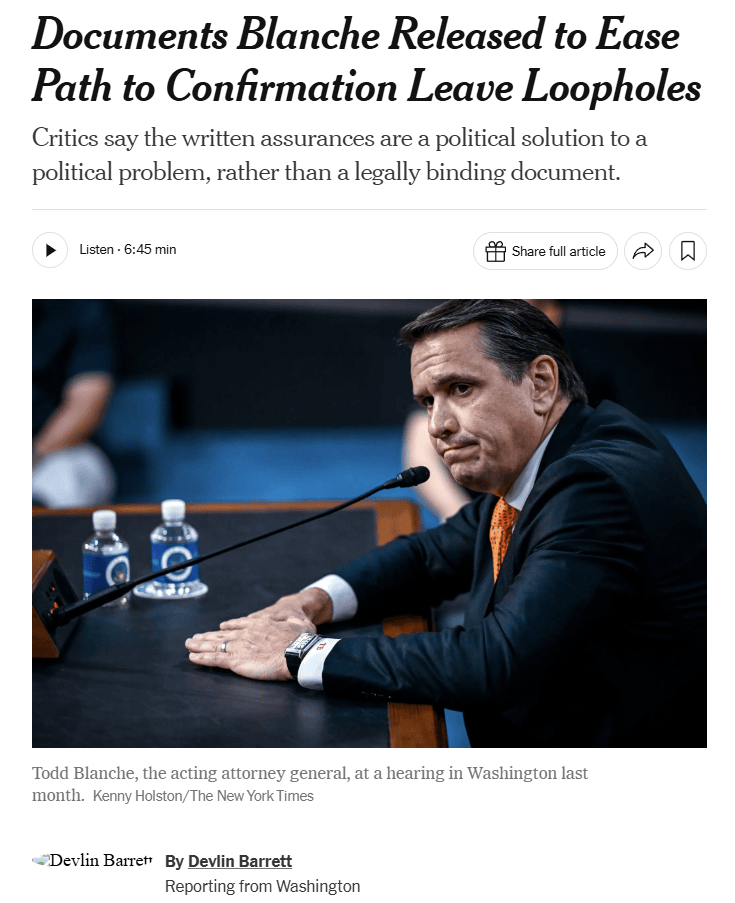 Documents Blanche Released to Ease
Path to Confirmation Leave Loopholes
Critics say the written assurances are a political solution to a
political problem, rather than a legally binding document.
Listen · 6:45 min
Share full article
Todd Blanche, the acting attorney general, at a hearing in Washington last
month. Kenny Holston/The New York Times
Devlin Barrett
By Devlin Barrett
Reporting from Washington